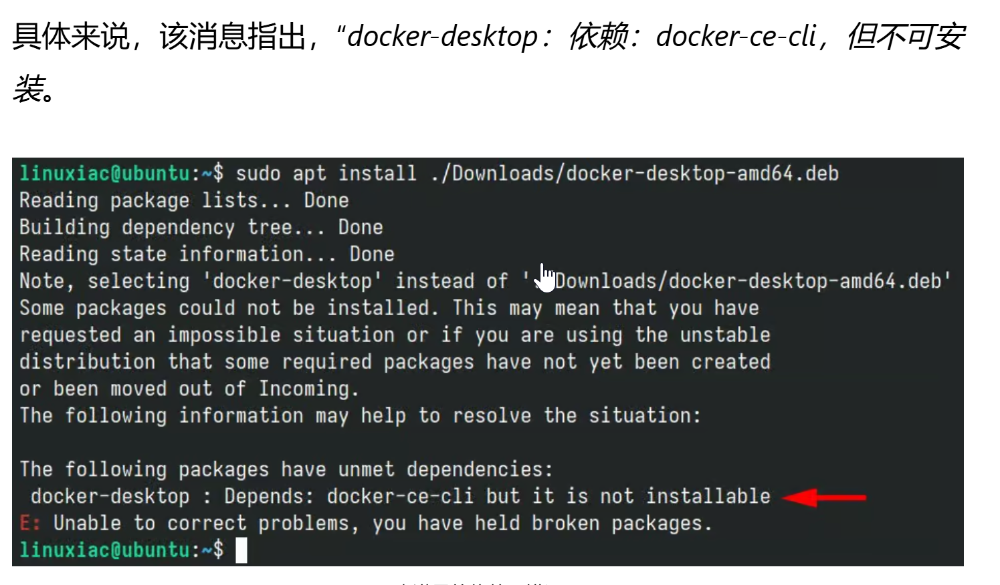 具体来说，该消息指出，“docker-desktop：依赖：docker-ce-cli，但不可安
装。
linuxiac@ubuntu:~$ sudo apt install ./Downloads/docker-desktop-amd64.deb
Reading package lists... Done
Building dependency tree... Done
Reading state information... Done
Note, selecting 'docker-desktop' instead of './Downloads/docker-desktop-amd64.deb'
Some packages could not be installed. This may mean that you have
requested an impossible situation or if you are using the unstable
distribution that some required packages have not yet been created
or been moved out of Incoming.
The following information may help to resolve the situation:
The following packages have unmet dependencies:
docker-desktop : Depends: docker-ce-cli but it is not installable
E: Unable to correct problems, you have held broken packages.
linuxiac@ubuntu:~$